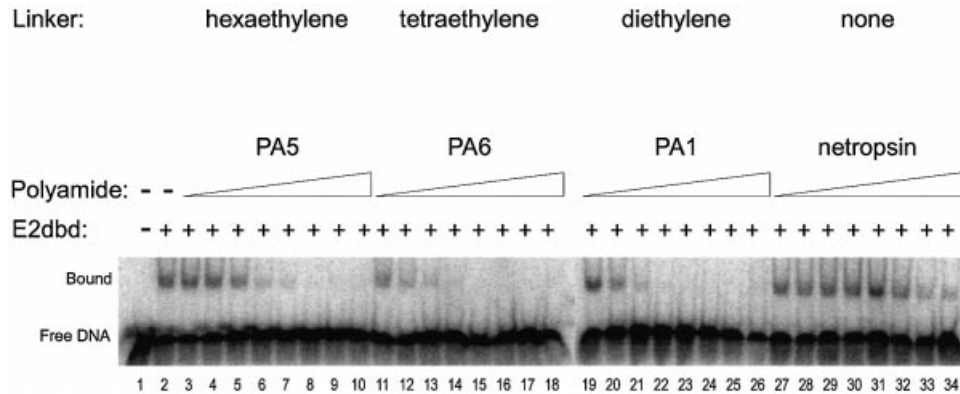 Linker: hexaethylene tetraethylene diethylene none
PA5 PA6 PA1 netropsin
Polyamide: - -
E2dbd: - + + + + + + + + + + + + + + + + + + + + + + + + + + + + + + + + +
Bound
Free DNA
1 2 3 4 5 6 7 8 9 10 11 12 13 14 15 16 17 18 19 20 21 22 23 24 25 26 27 28 29 30 31 32 33 34